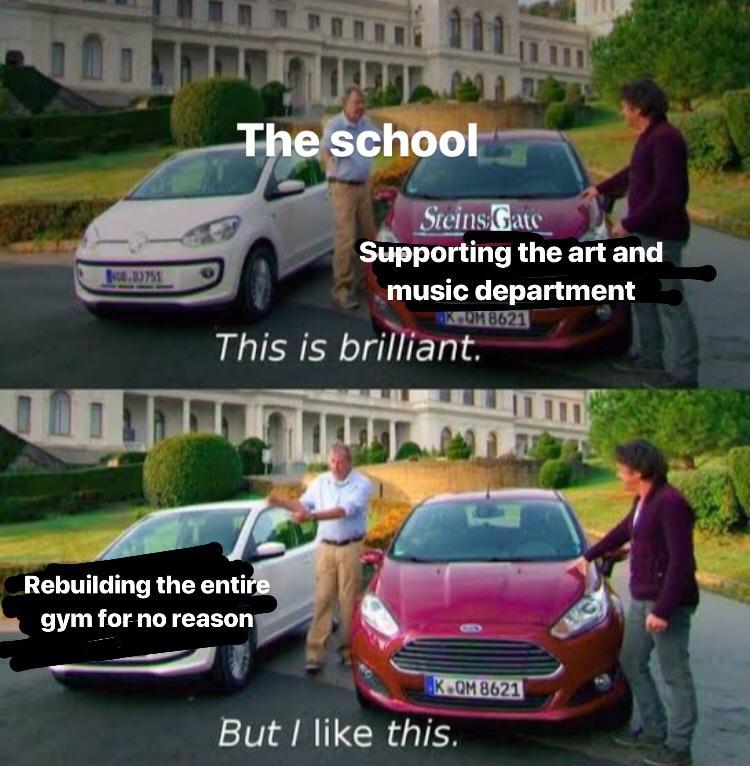 The school
Steins;Gate
Supporting the art and
music department
K QM 8621
This is brilliant.
Rebuilding the entire
gym for no reason
K QM 8621
But I like this.